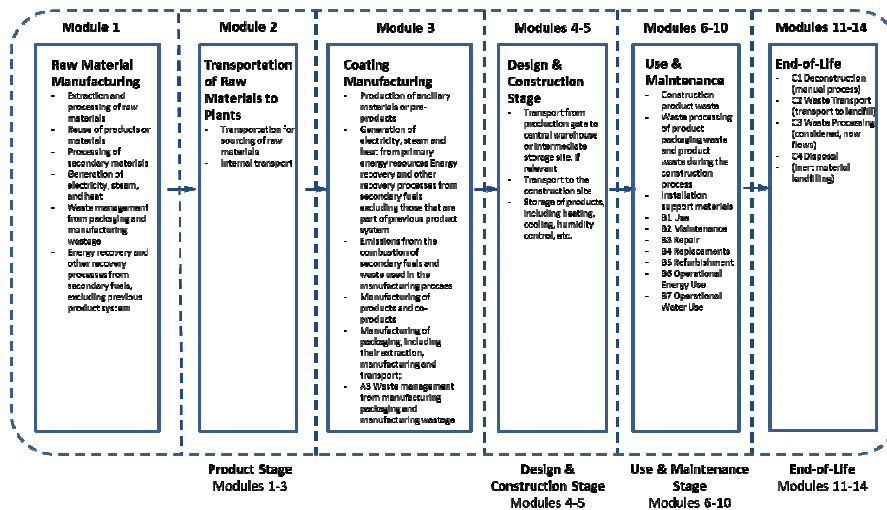 Module 1
Raw Material
Manufacturing
- Extraction and
processing of raw
materials
- Reuse of products or
materials
- Processing of
secondary materials
- Generation of
electricity, steam,
and heat
- Waste management
from packaging and
manufacturing
wastage
- Energy recovery and
other recovery
processes from
secondary fuels,
excluding previous
product system
Module 2
Transportation
of Raw
Materials to
Plants
- Transportation for
sourcing of raw
materials
- Internal transport
Module 3
Coating
Manufacturing
- Production of ancillary
materials or pre-
products
- Generation of
electricity, steam and
heat from primary
energy resources Energy
recovery and other
recovery processes from
secondary fuels
excluding those that are
part of previous product
system
- Emissions from the
combustion of
secondary fuels and
waste used in the
manufacturing process
- Manufacturing of
products and co-
products
- Manufacturing of
packaging, including
their extraction,
manufacturing and
transport;
- A3 Waste management
from manufacturing
packaging and
manufacturing wastage
Modules 4-5
Design &
Construction
Stage
- Transport from
production gate to
central warehouse
or intermediate
storage site, if
relevant
- Transport to the
construction site
- Storage of products,
including heating,
cooling, humidity
control, etc.
Modules 6-10
Use &
Maintenance
- Construction
product waste
- Waste processing
of product
packaging waste
and product
waste during the
construction
process
- Installation
support materials
- B1 Use
- B2 Maintenance
- B3 Repair
- B4 Replacements
- B5 Refurbishment
- B6 Operational
Energy Use
- B7 Operational
Water Use
Modules 11-14
End-of-Life
- C1 Deconstruction
(manual process)
- C2 Waste Transport
(transport to landfill)
- C3 Waste Processing
(considered, now
flows)
- C4 Disposal
(inert material
landfilling)
Product Stage
Modules 1-3
Design &
Construction Stage
Modules 4-5
Use & Maintenance
Stage
Modules 6-10
End-of-Life
Modules 11-14